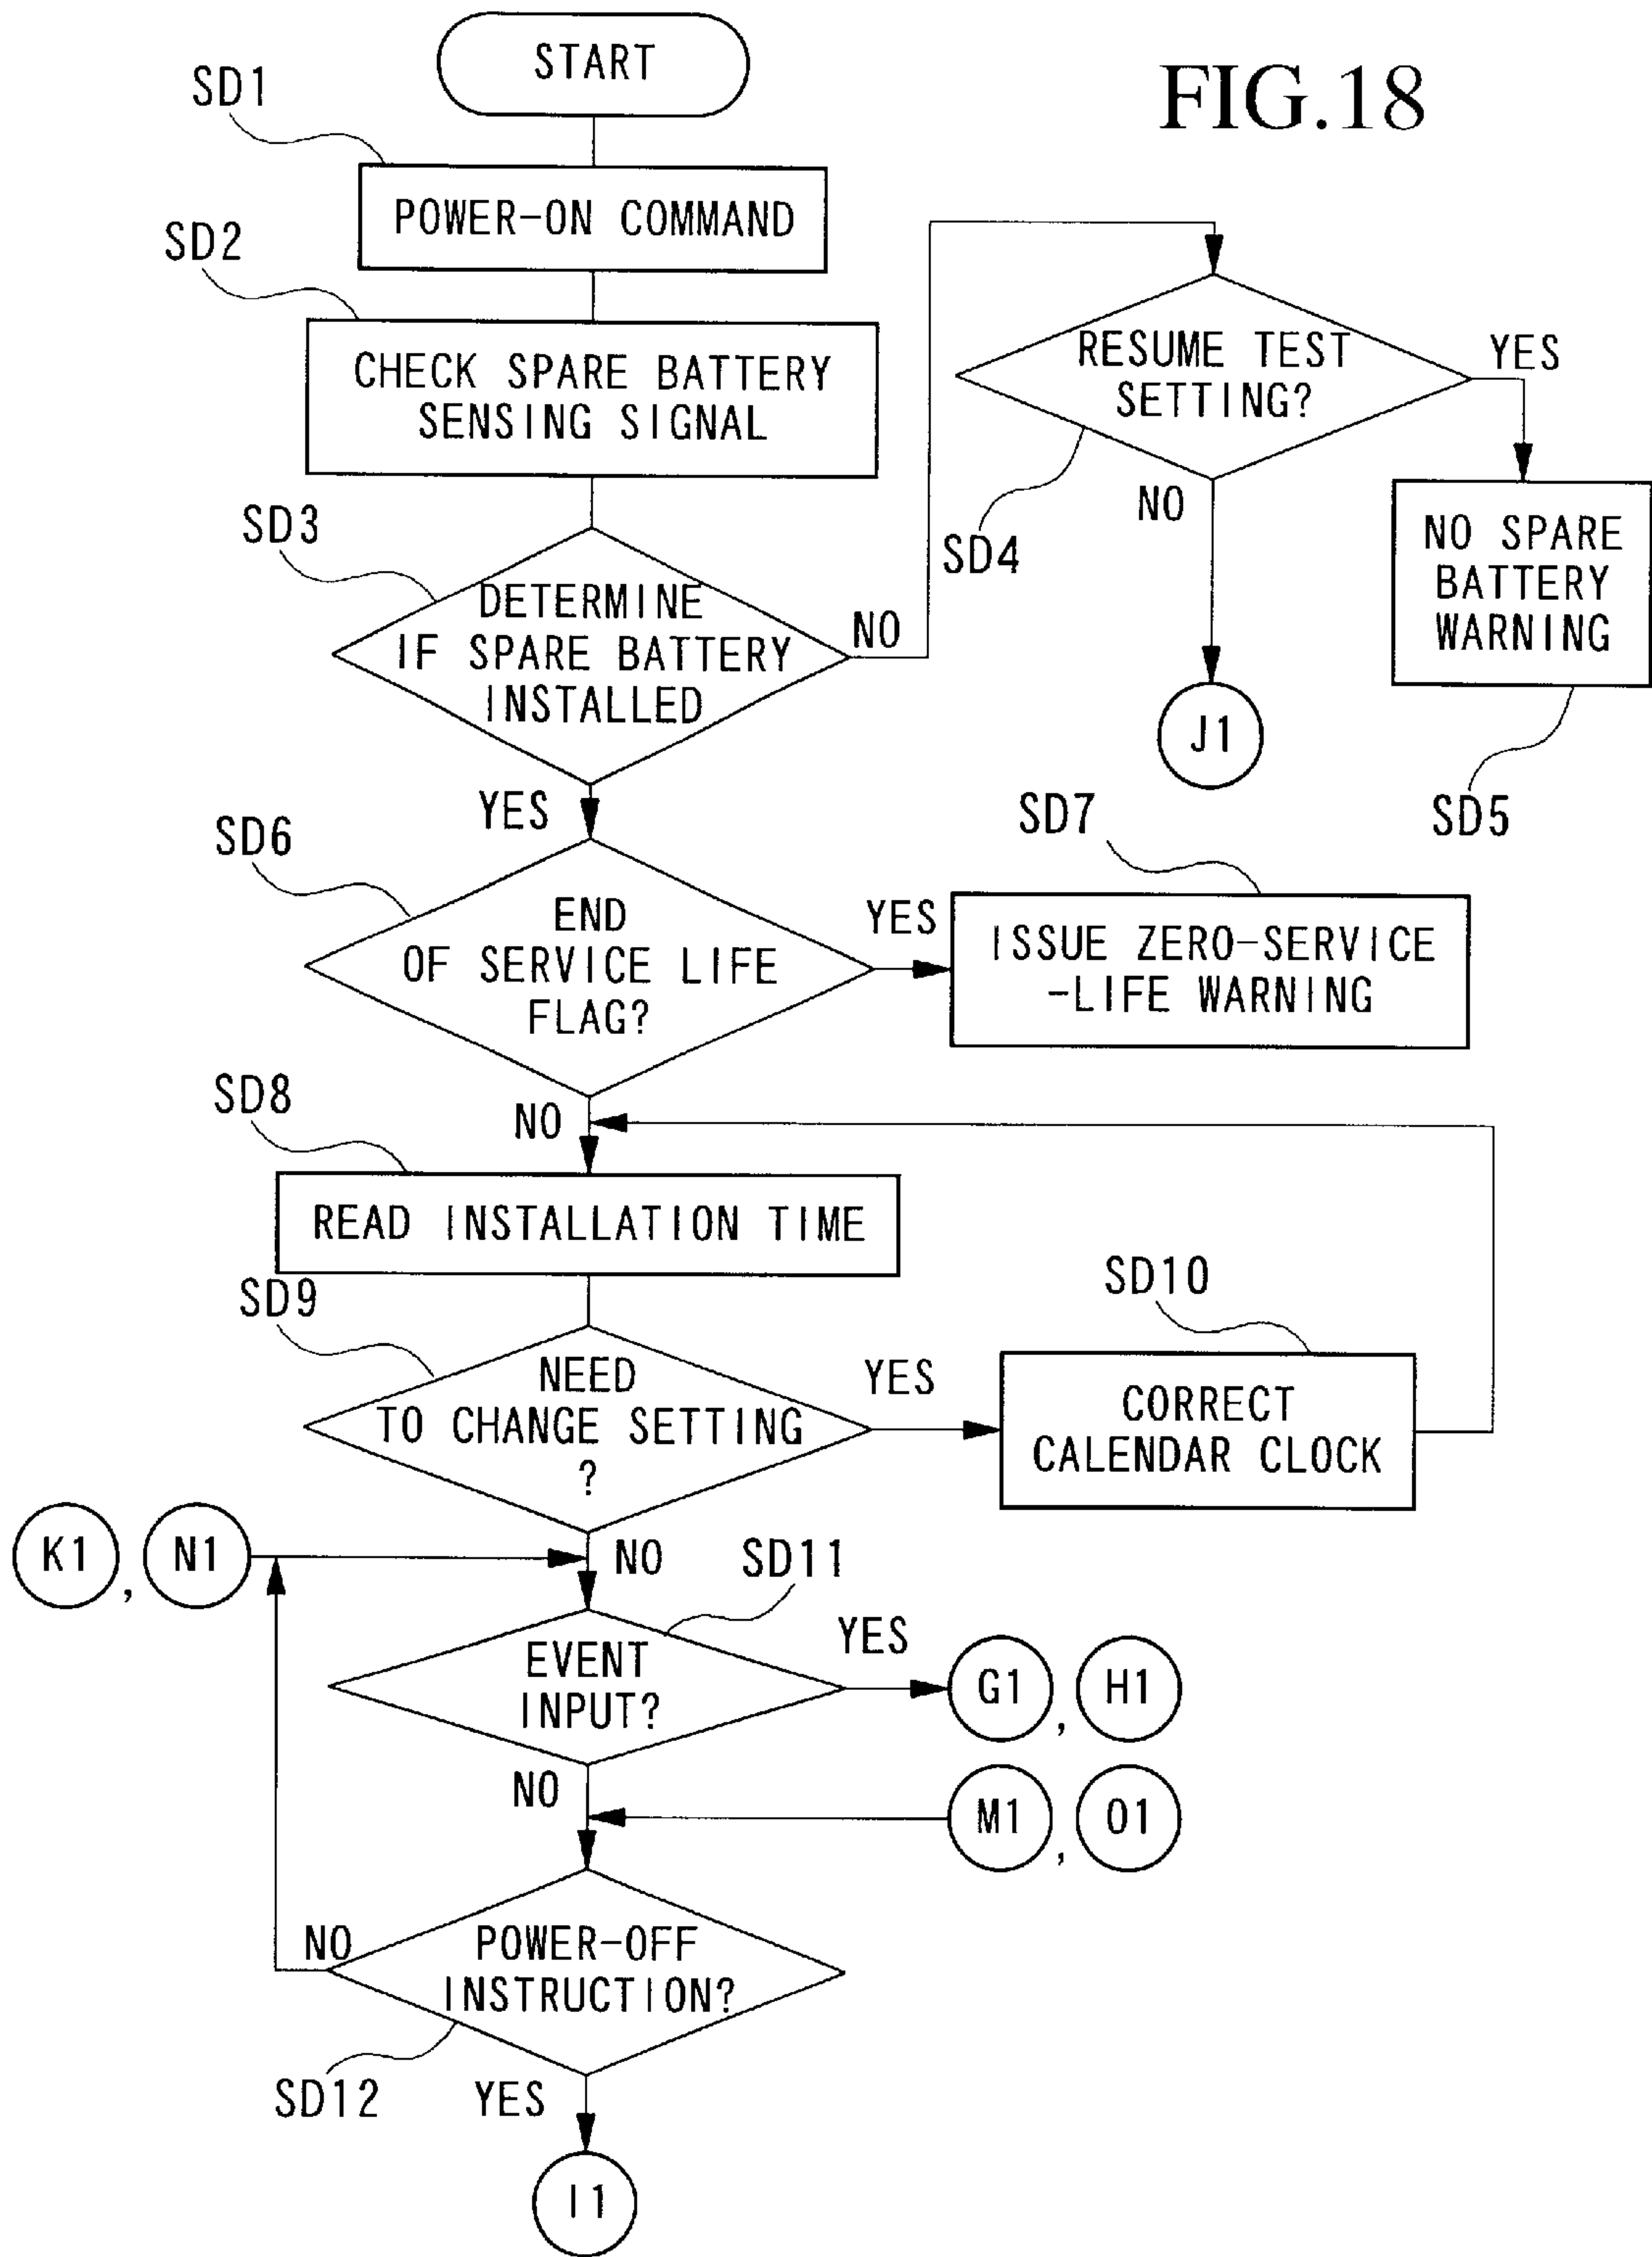 FIG.18
START
SD1
POWER-ON COMMAND
SD2
CHECK SPARE BATTERY
SENSING SIGNAL
SD3
DETERMINE
IF SPARE BATTERY
INSTALLED
NO
YES
RESUME TEST
SETTING?
YES
NO
SD4
NO SPARE
BATTERY
WARNING
SD5
J1
SD6
END
OF SERVICE LIFE
FLAG?
YES
NO
SD7
ISSUE ZERO-SERVICE
-LIFE WARNING
SD8
READ INSTALLATION TIME
SD9
NEED
TO CHANGE SETTING
?
YES
NO
SD10
CORRECT
CALENDAR CLOCK
K1 , N1
SD11
EVENT
INPUT?
YES
G1 , H1
NO
M1 , O1
POWER-OFF
INSTRUCTION?
NO
SD12
YES
I1